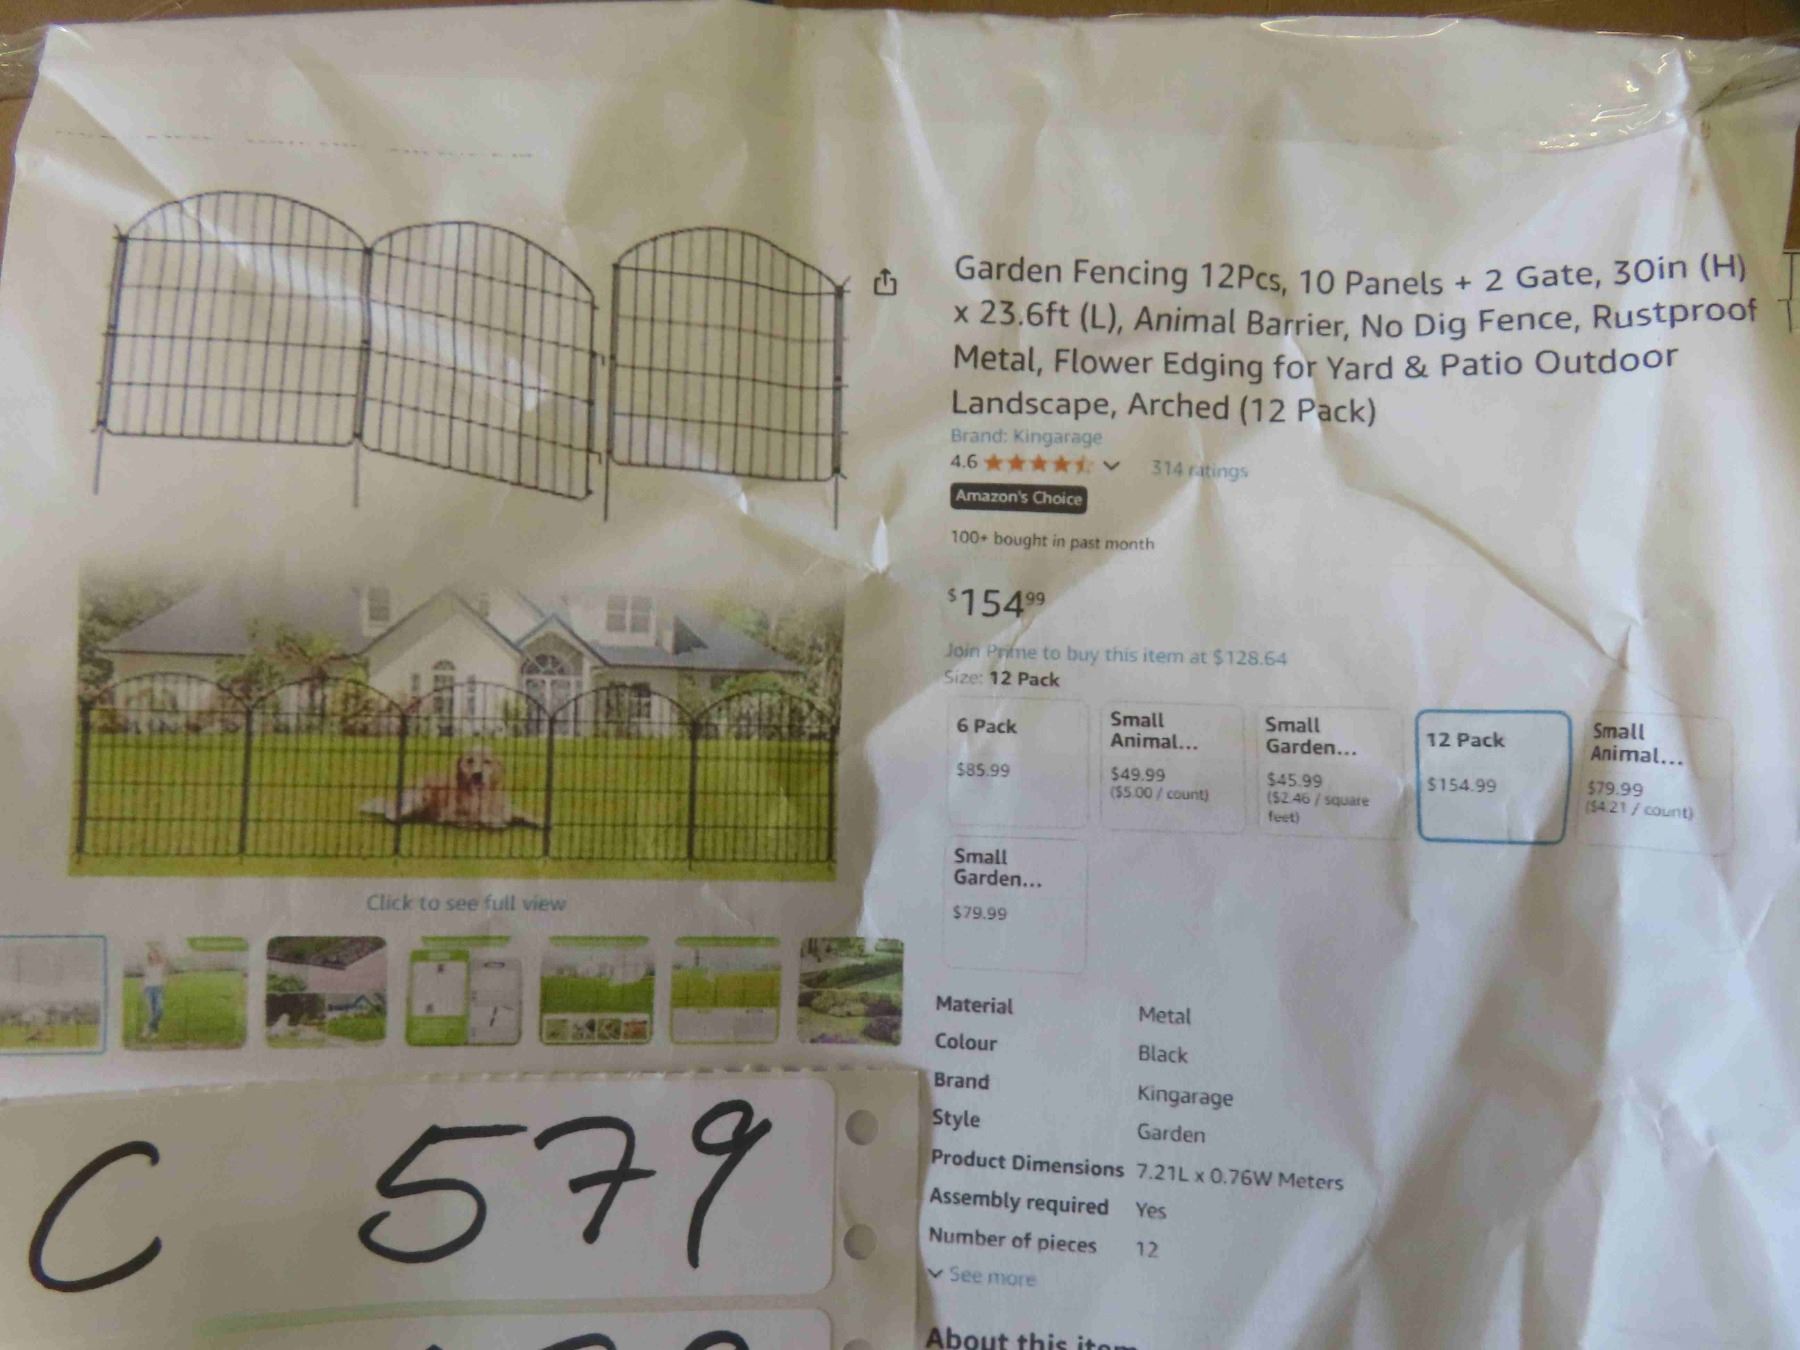 Garden Fencing 12Pcs, 10 Panels + 2 Gate, 30in (H)
x 23.6ft (L), Animal Barrier, No Dig Fence, Rustproof
Metal, Flower Edging for Yard & Patio Outdoor
Landscape, Arched (12 Pack)
Brand: Kingarage
4.6 314 ratings
Amazon's Choice
100+ bought in past month
$154.99
Join Prime to buy this item at $128.64
Size: 12 Pack
6 Pack
$85.99
Small
Animal...
$49.99
($5.00 / count)
Small
Garden...
$45.99
($2.46 / square
feet)
12 Pack
$154.99
Small
Animal...
$79.99
($4.21 / count)
Small
Garden...
$79.99
Click to see full view
Material Metal
Colour Black
Brand Kingarage
Style Garden
Product Dimensions 7.21L x 0.76W Meters
Assembly required Yes
Number of pieces 12
See more
About this item
C 579